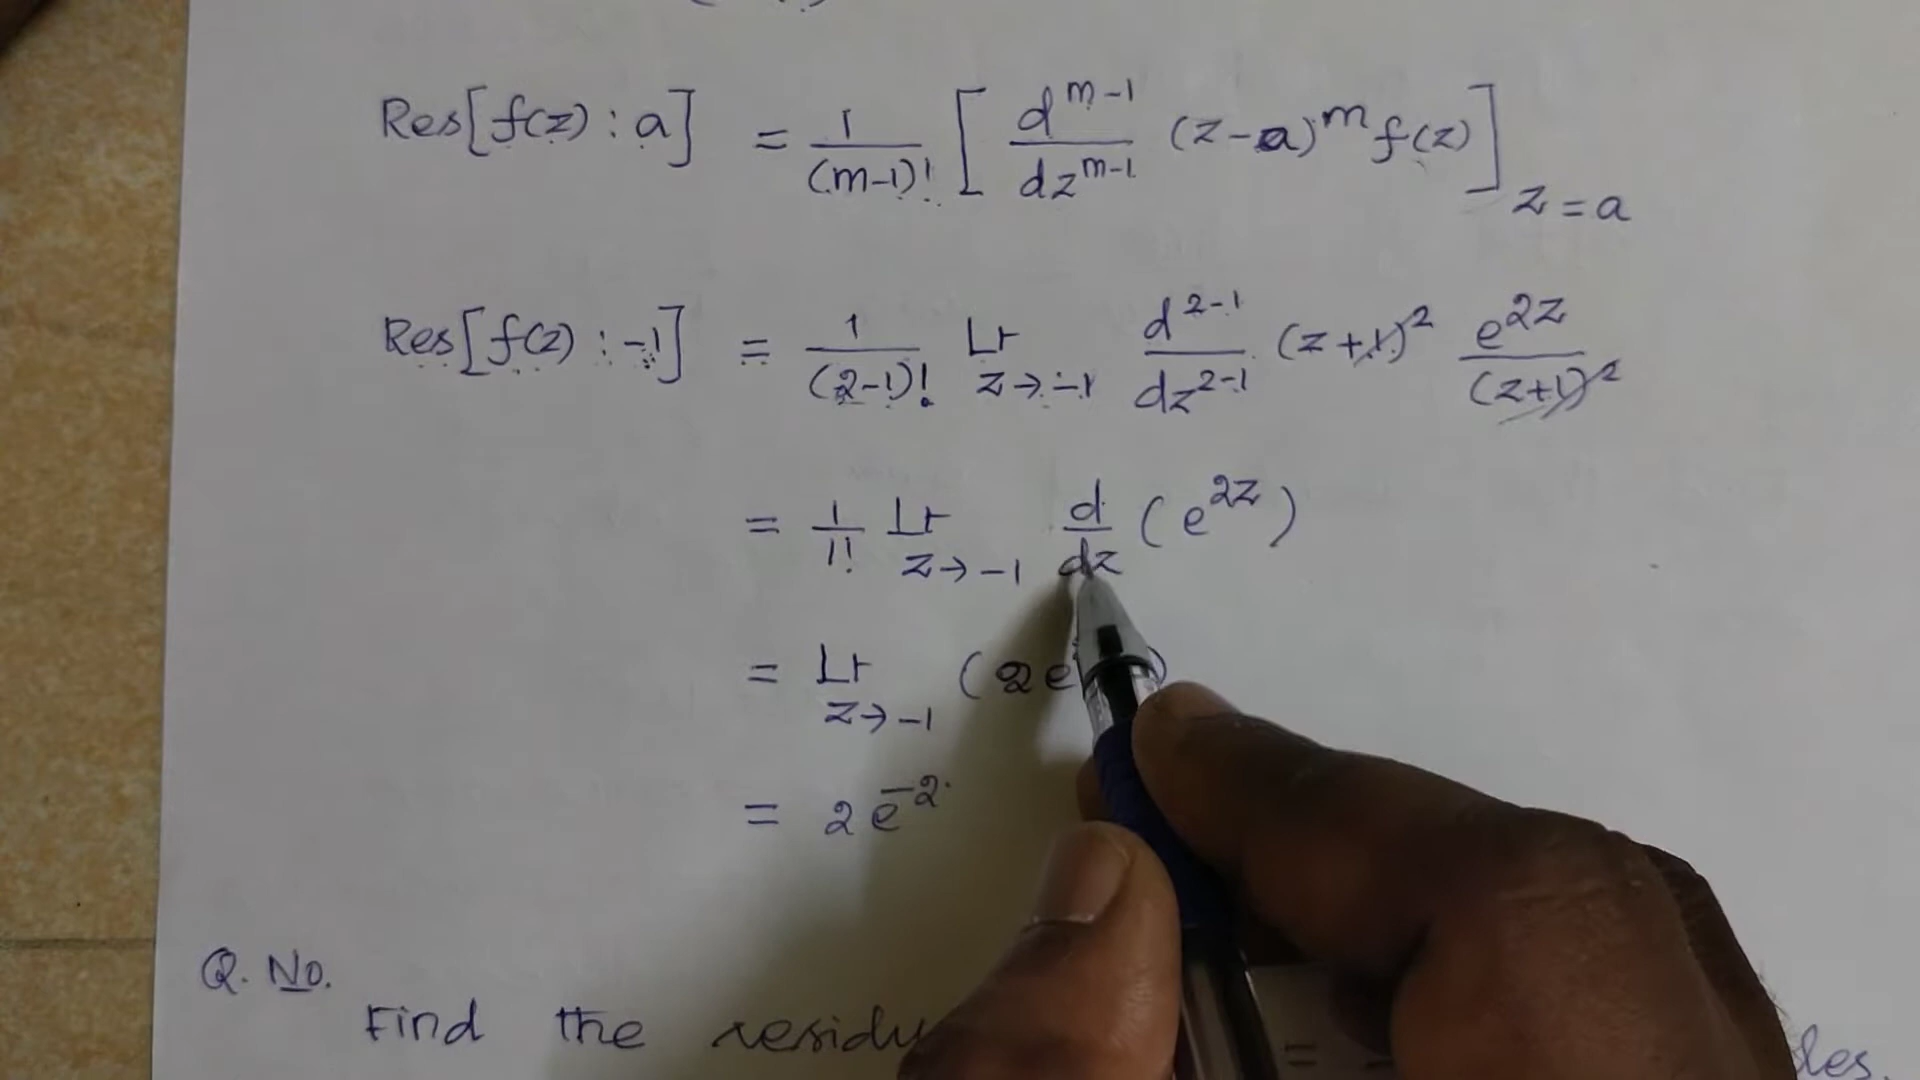 Res[f(z) : a] = 1/(m-1)! [ d^(m-1)/dz^(m-1) (z-a)^m f(z) ] z=a
Res[f(z) : -1] = 1/(2-1)! Lt z→-1 d^(2-1)/dz^(2-1) (z+1)^2 e^(2z)/(z+1)^2
= 1/1! Lt z→-1 d/dz (e^(2z))
= Lt z→-1 (2e )
= 2e^(-2)
Q. No.
Find the =